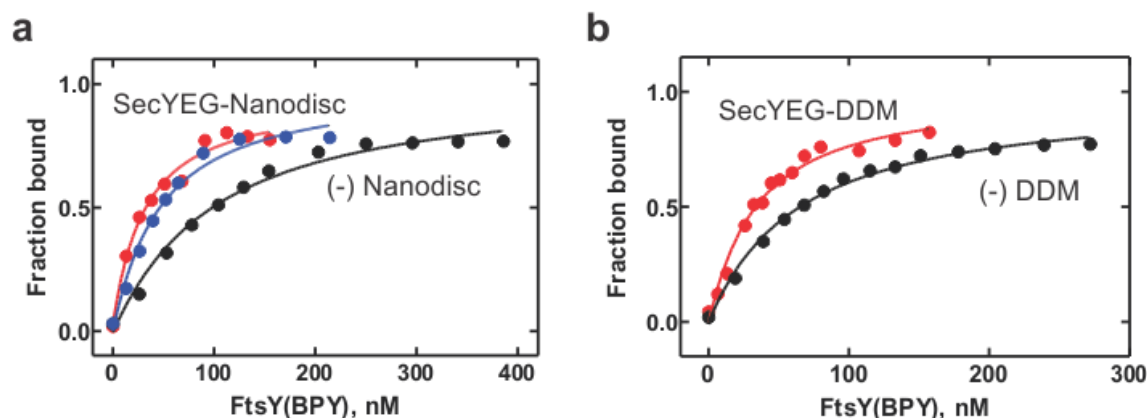 a
1.0
0.5
0.0
Fraction bound
SecYEG-Nanodisc
(-) Nanodisc
0 100 200 300 400
FtsY(BPY), nM
b
1.0
0.5
0.0
Fraction bound
SecYEG-DDM
(-) DDM
0 100 200 300
FtsY(BPY), nM